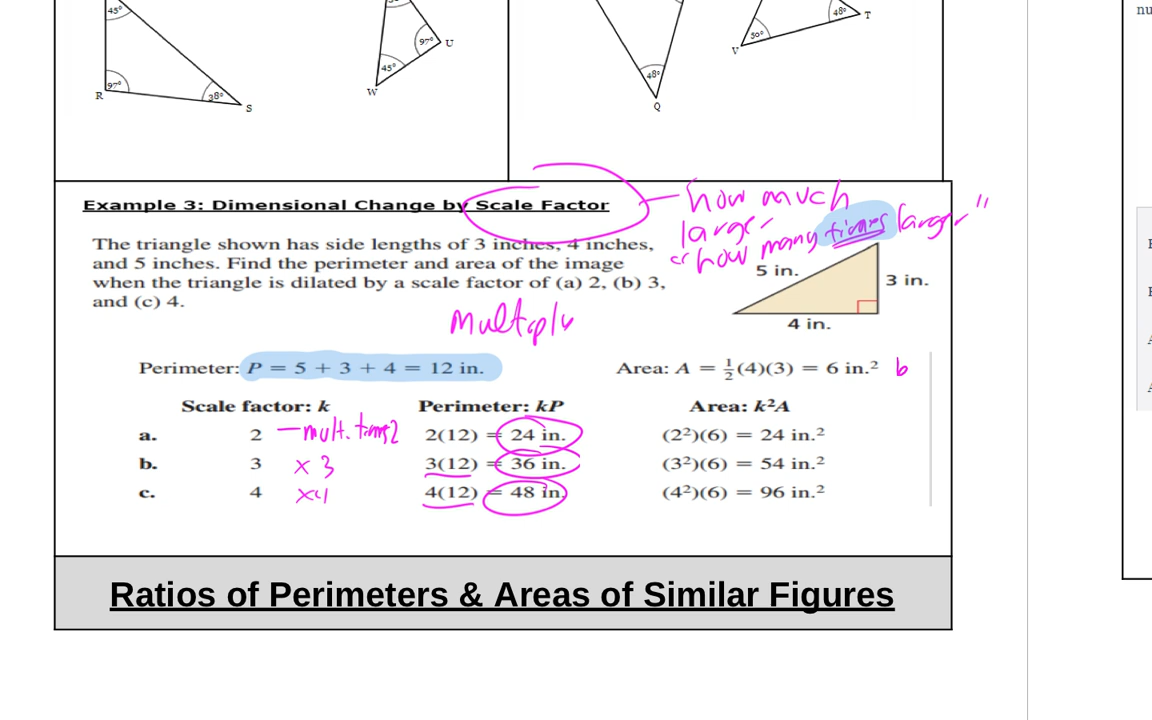 45°
97°
38°
R
S
97°
U
45°
W
48°
Q
48°
T
50°
V
nu
Example 3: Dimensional Change by Scale Factor
how much
larger
"how many times larger"
The triangle shown has side lengths of 3 inches, 4 inches,
and 5 inches. Find the perimeter and area of the image
when the triangle is dilated by a scale factor of (a) 2, (b) 3,
and (c) 4.
5 in.
3 in.
4 in.
Multiply
Perimeter: P = 5 + 3 + 4 = 12 in.
Area: A = ½(4)(3) = 6 in.² b
Scale factor: k Perimeter: kP Area: k²A
a. 2 – mult. times 2 2(12) = 24 in. (2²)(6) = 24 in.²
b. 3 x 3 3(12) = 36 in. (3²)(6) = 54 in.²
c. 4 x4 4(12) = 48 in. (4²)(6) = 96 in.²
Ratios of Perimeters & Areas of Similar Figures